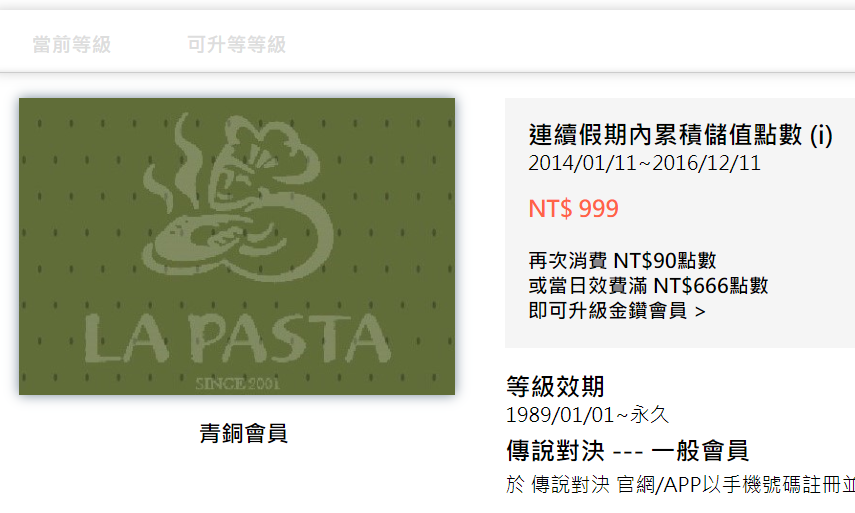 當前等級
可升等等級
LA PASTA
SINCE 2001
青銅會員
連續假期內累積儲值點數 (i)
2014/01/11~2016/12/11
NT$ 999
再次消費 NT$90點數
或當日效費滿 NT$666點數
即可升級金鑽會員 >
等級效期
1989/01/01~永久
傳說對決 --- 一般會員
於 傳說對決 官網/APP以手機號碼註冊並